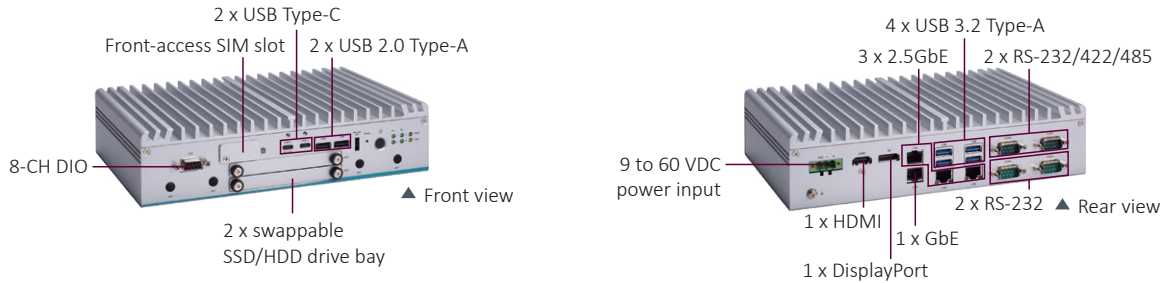 2 x USB Type-C
Front-access SIM slot
2 x USB 2.0 Type-A
8-CH DIO
▲ Front view
2 x swappable
SSD/HDD drive bay
4 x USB 3.2 Type-A
3 x 2.5GbE
2 x RS-232/422/485
9 to 60 VDC
power input
2 x RS-232
▲ Rear view
1 x HDMI
1 x GbE
1 x DisplayPort